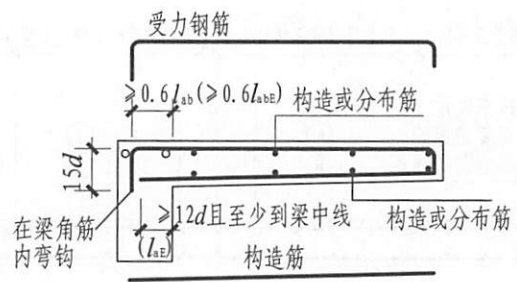 受力钢筋
≥0.6lab(≥0.6labE)
构造或分布筋
15d
在梁角筋
内弯钩
≥12d且至少到梁中线
(laE)
构造或分布筋
构造筋